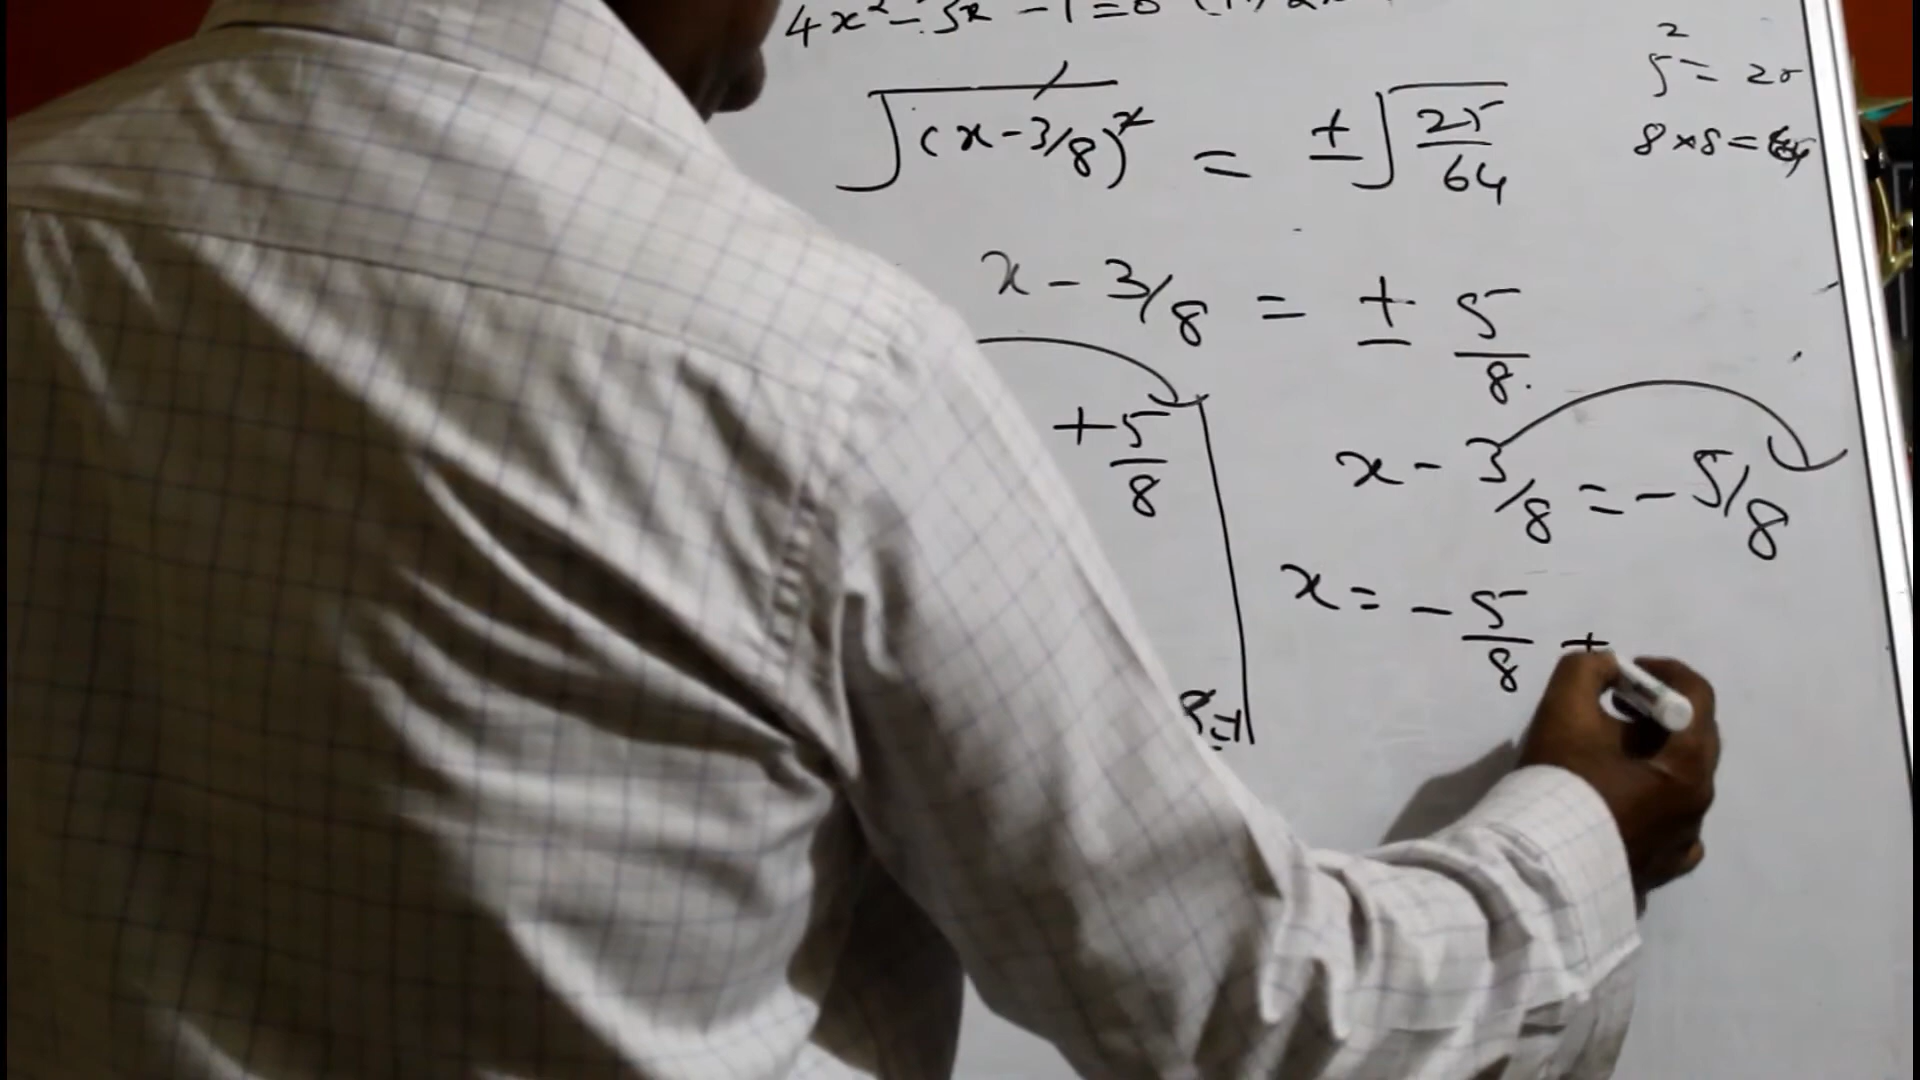 4x² - 3x - 1 = 0
5² = 25
8 × 8 = 64
√(x - 3/8)² = ± √25/64
x - 3/8 = ± 5/8
+ 5/8
x - 3/8 = - 5/8
x = - 5/8 +
x = 1